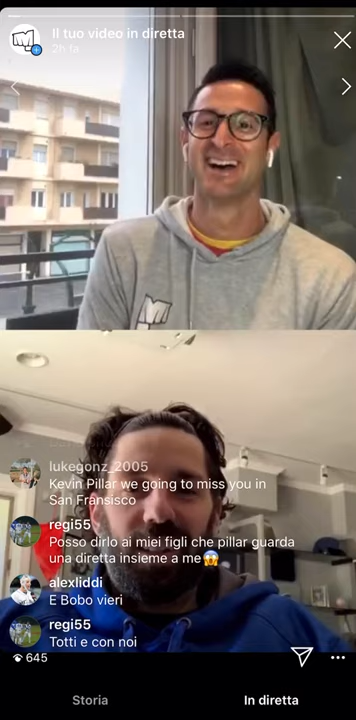 Il tuo video in diretta
2h fa
lukegonz_2005
Kevin Pillar we going to miss you in
San Fransisco
regi55
Posso dirlo ai miei figli che pillar guarda
una diretta insieme a me😱
alexliddi
E Bobo vieri
regi55
Totti e con noi
645
Storia
In diretta